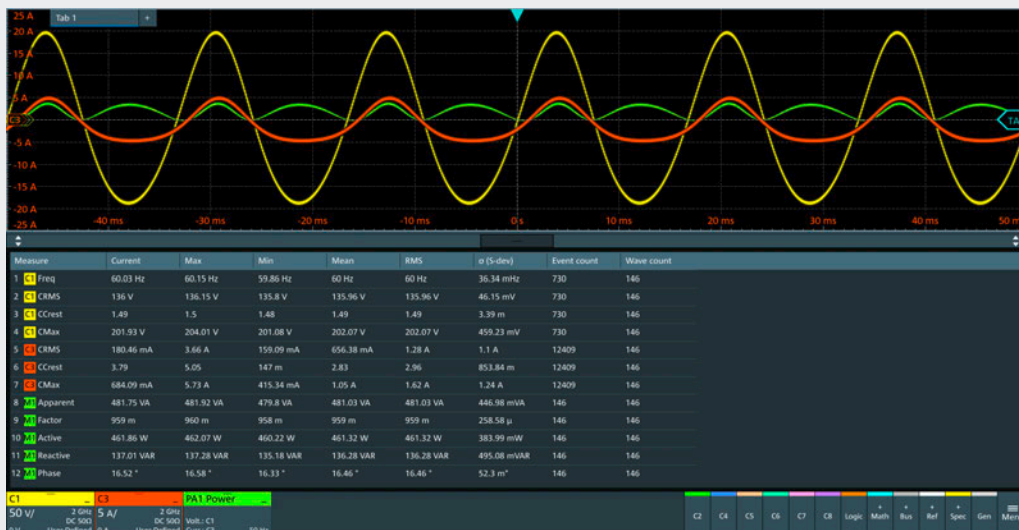 25 A
Tab 1 +
20 A
15 A
10 A
5 A
C3
TA
-5 A
-10 A
-15 A
-20 A
-25 A
-40 ms -30 ms -20 ms -10 ms 0 s 10 ms 20 ms 30 ms 40 ms 50 ms
Measure Current Max Min Mean RMS σ (S-dev) Event count Wave count
1 C1 Freq 60.03 Hz 60.15 Hz 59.86 Hz 60 Hz 60 Hz 36.34 mHz 730 146
2 C1 CRMS 136 V 136.15 V 135.8 V 135.96 V 135.96 V 46.15 mV 730 146
3 C1 CCrest 1.49 1.5 1.48 1.49 1.49 3.39 m 730 146
4 C1 CMax 201.93 V 204.01 V 201.08 V 202.07 V 202.07 V 459.23 mV 730 146
5 C3 CRMS 180.46 mA 3.66 A 159.09 mA 656.38 mA 1.28 A 1.1 A 12409 146
6 C3 CCrest 3.79 5.05 147 m 2.83 2.96 853.84 m 12409 146
7 C3 CMax 684.09 mA 5.73 A 415.34 mA 1.05 A 1.62 A 1.24 A 12409 146
8 M1 Apparent 481.75 VA 481.92 VA 479.8 VA 481.03 VA 481.03 VA 446.98 mVA 146 146
9 M1 Factor 959 m 960 m 958 m 959 m 959 m 258.58 µ 146 146
10 M1 Active 461.86 W 462.07 W 460.22 W 461.32 W 461.32 W 383.99 mW 146 146
11 M1 Reactive 137.01 VAR 137.28 VAR 135.18 VAR 136.28 VAR 136.28 VAR 495.08 mVAR 146 146
12 M1 Phase 16.52 ° 16.58 ° 16.33 ° 16.46 ° 16.46 ° 52.3 m° 146 146
C1 C3 PA1 Power
50 V/ 2 GHz 5 A/ 2 GHz
DC 50Ω DC 50Ω Volt.: C1
C2 C4 C5 C6 C7 C8 Logic + Math + Bus + Ref + Spec Gen Menu